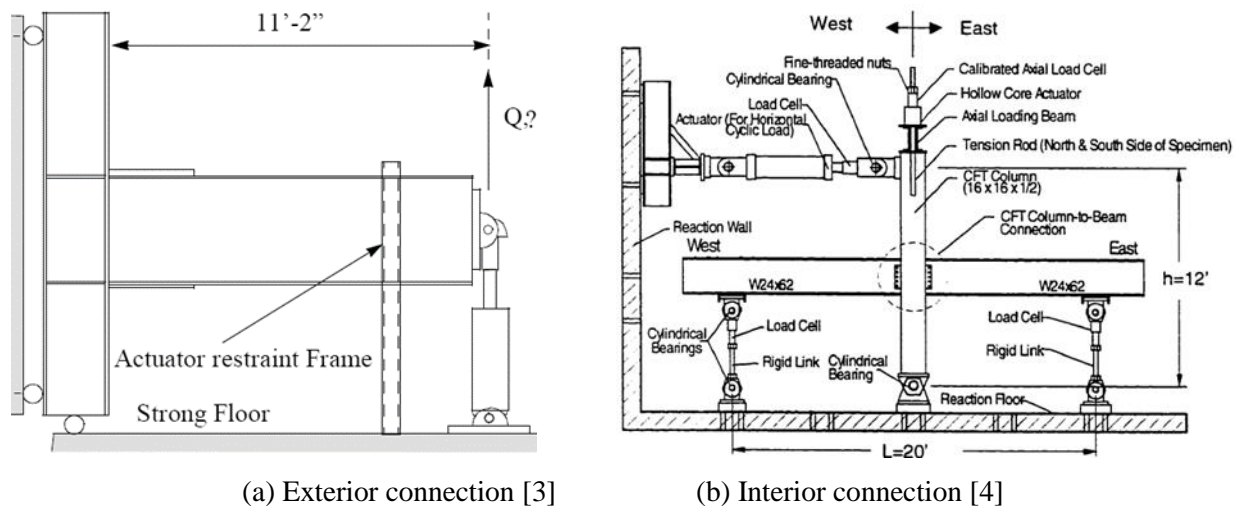 11'-2"
Q,?
Actuator restraint Frame
Strong Floor
West
East
Fine-threaded nuts
Cylindrical Bearing
Load Cell
Actuator (For Horizontal
Cyclic Load)
Calibrated Axial Load Cell
Hollow Core Actuator
Axial Loading Beam
Tension Rod (North & South Side of Specimen)
CFT Column
(16 x 16 x 1/2)
CFT Column-to-Beam
Connection
Reaction Wall
West
East
h=12'
W24x62
W24x62
Cylindrical
Bearings
Load Cell
Rigid Link
Cylindrical
Bearing
Load Cell
Rigid Link
Reaction Floor
L=20'
(a) Exterior connection [3]
(b) Interior connection [4]